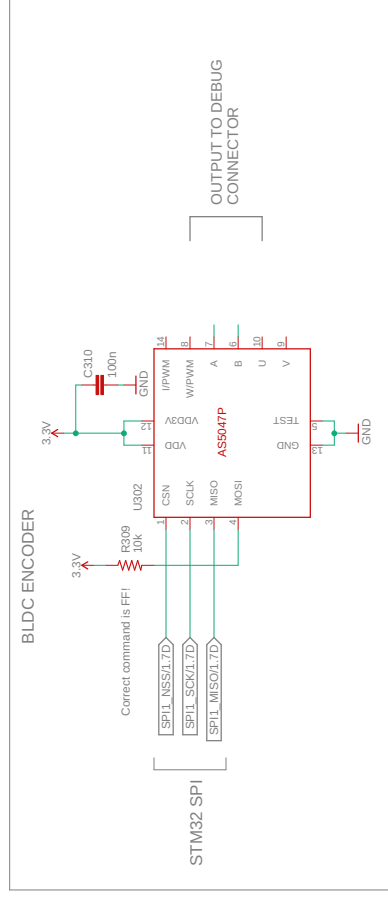 BLDC ENCODER
3.3V
C310
100n
GND
3.3V
R309
10k
Correct command is FF!
U302
11
12
VDD
VDD3V
STM32 SPI
SPI1_NSS/1.7D
SPI1_SCK/1.7D
SPI1_MISO/1.7D
1
2
3
4
CSN
SCLK
MISO
MOSI
AS5047P
I/PWM
W/PWM
A
B
U
V
14
8
7
6
10
9
GND
TEST
13
5
GND
OUTPUT TO DEBUG
CONNECTOR